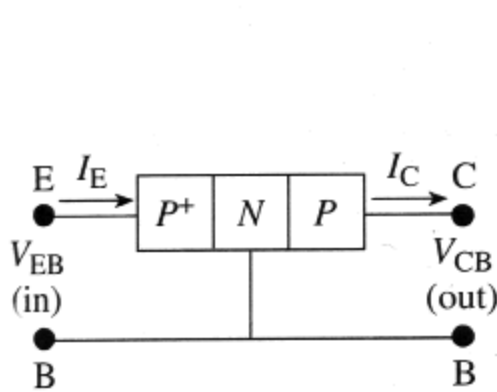 E I_E I_C C
P⁺ N P
V_EB V_CB
(in) (out)
B B